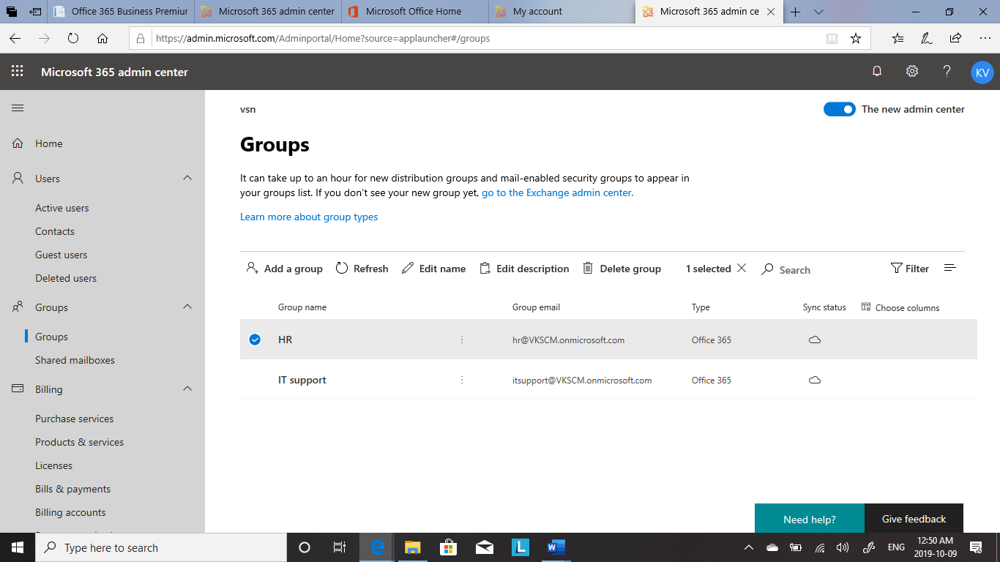 Office 365 Business Premiur
Microsoft 365 admin center
Microsoft Office Home
My account
Microsoft 365 admin ce
https://admin.microsoft.com/Adminportal/Home?source=applauncher#/groups
Microsoft 365 admin center
KV
vsn
The new admin center
Home
Users
Active users
Contacts
Guest users
Deleted users
Groups
Groups
Shared mailboxes
Billing
Purchase services
Products & services
Licenses
Bills & payments
Billing accounts
Groups
It can take up to an hour for new distribution groups and mail-enabled security groups to appear in
your groups list. If you don't see your new group yet, go to the Exchange admin center.
Learn more about group types
Add a group Refresh Edit name Edit description Delete group 1 selected Search Filter
Group name Group email Type Sync status Choose columns
HR hr@VKSCM.onmicrosoft.com Office 365
IT support itsupport@VKSCM.onmicrosoft.com Office 365
Need help? Give feedback
Type here to search
L
ENG
12:50 AM
2019-10-09